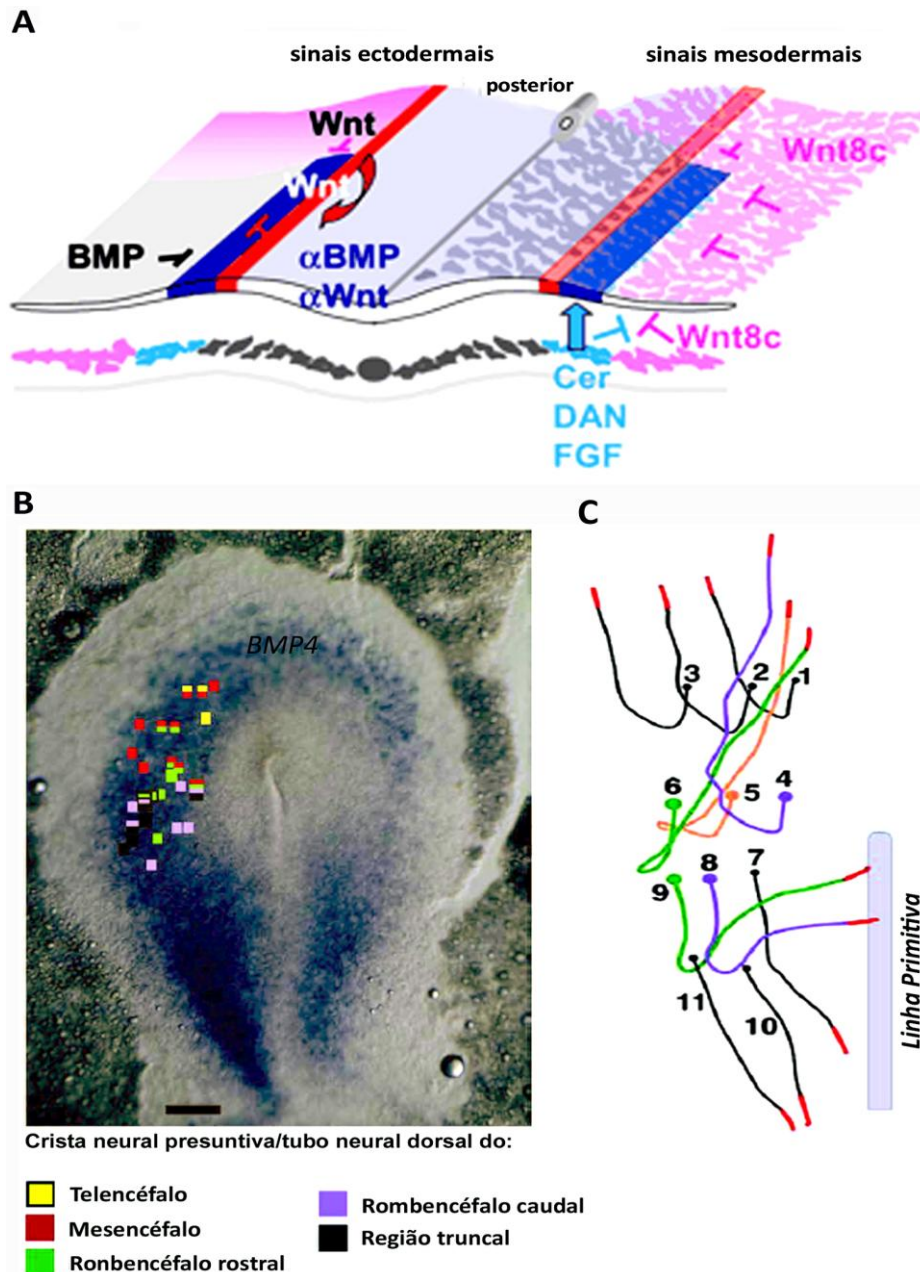 A
sinais ectodermais
sinais mesodermais
posterior
Wnt
Wnt8c
Wnt
BMP
αBMP
αWnt
Wnt8c
Cer
DAN
FGF
B
C
BMP4
3
2
1
6
5
4
9
8
7
11
10
Linha Primitiva
Crista neural presuntiva/tubo neural dorsal do:
Telencéfalo
Mesencéfalo
Ronbencéfalo rostral
Rombencéfalo caudal
Região truncal